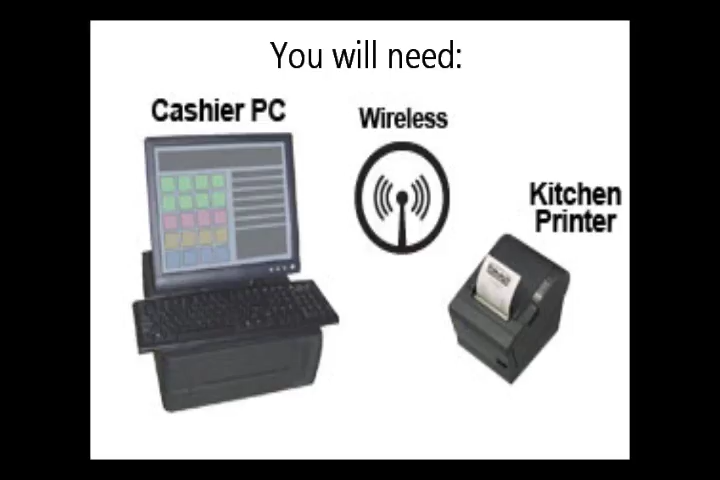 You will need:
Cashier PC
Wireless
Kitchen
Printer